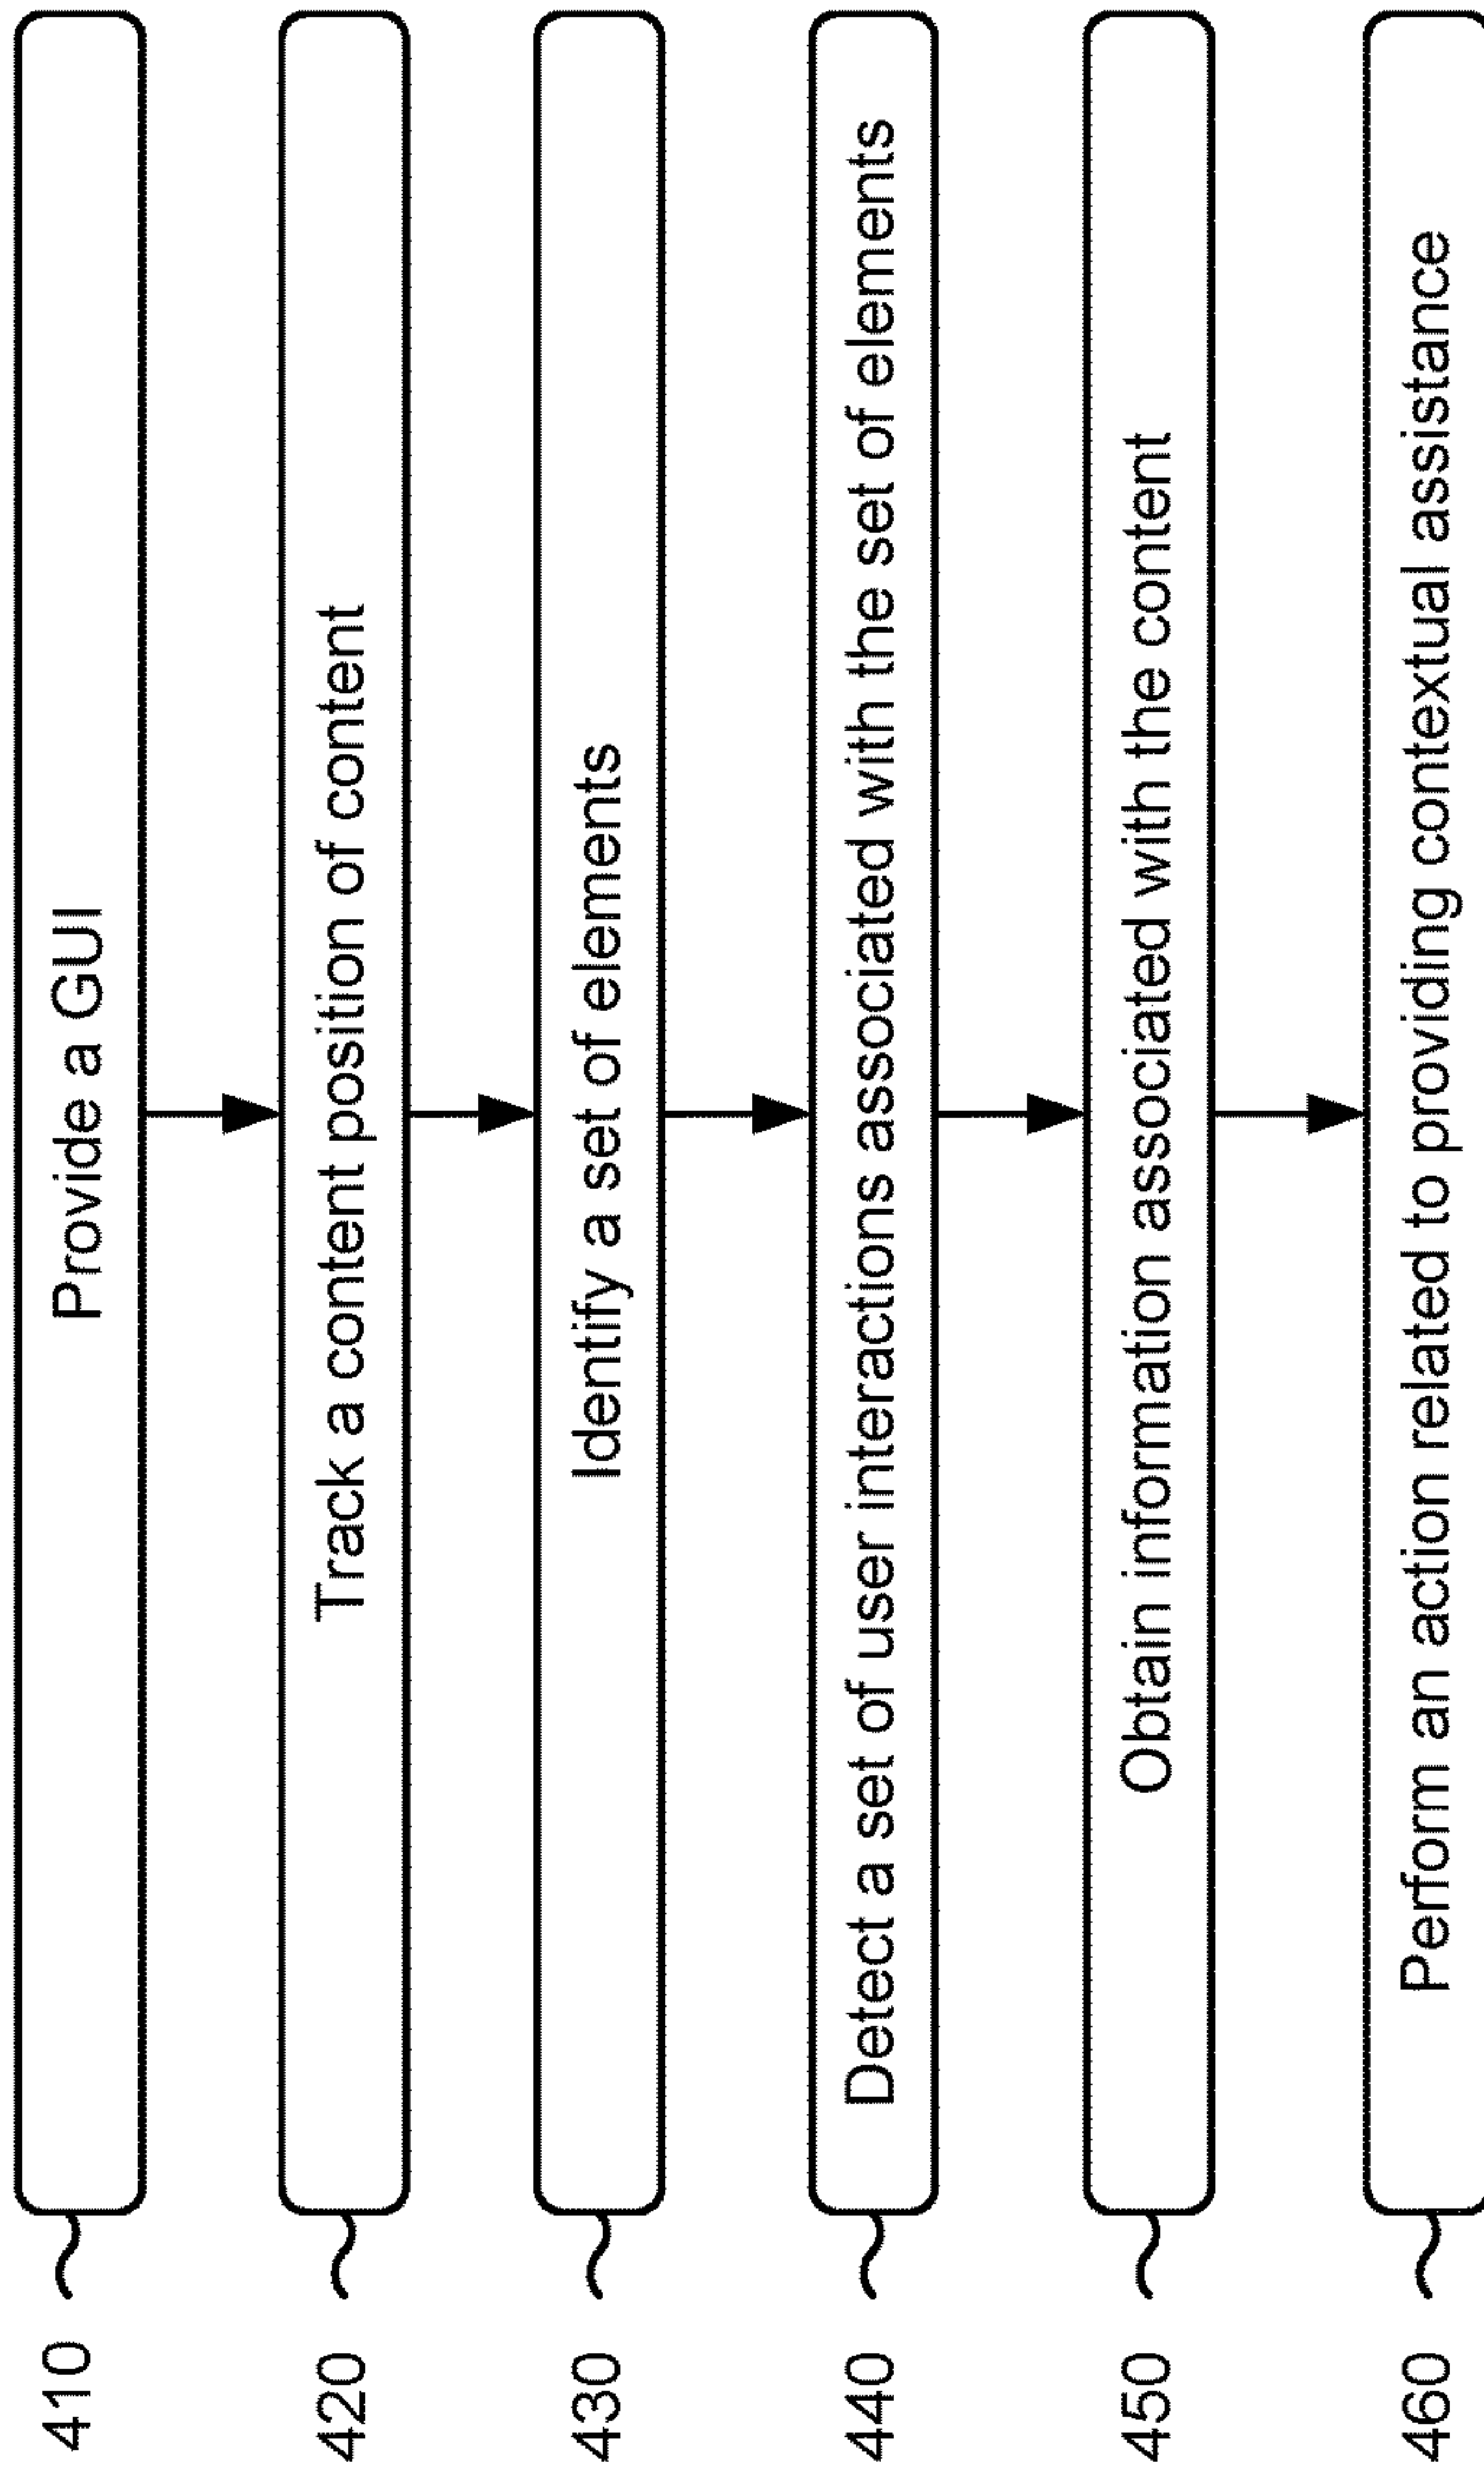 410
Provide a GUI
420
Track a content position of content
430
Identify a set of elements
440
Detect a set of user interactions associated with the set of elements
450
Obtain information associated with the content
460
Perform an action related to providing contextual assistance